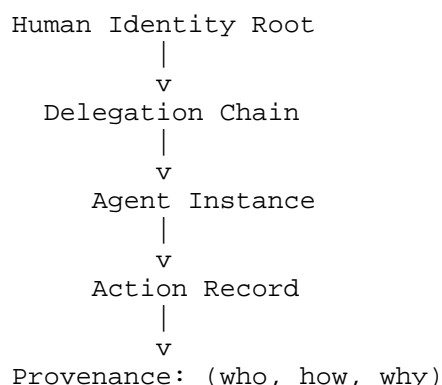 Human Identity Root
|
v
Delegation Chain
|
v
Agent Instance
|
v
Action Record
|
v
Provenance: (who, how, why)